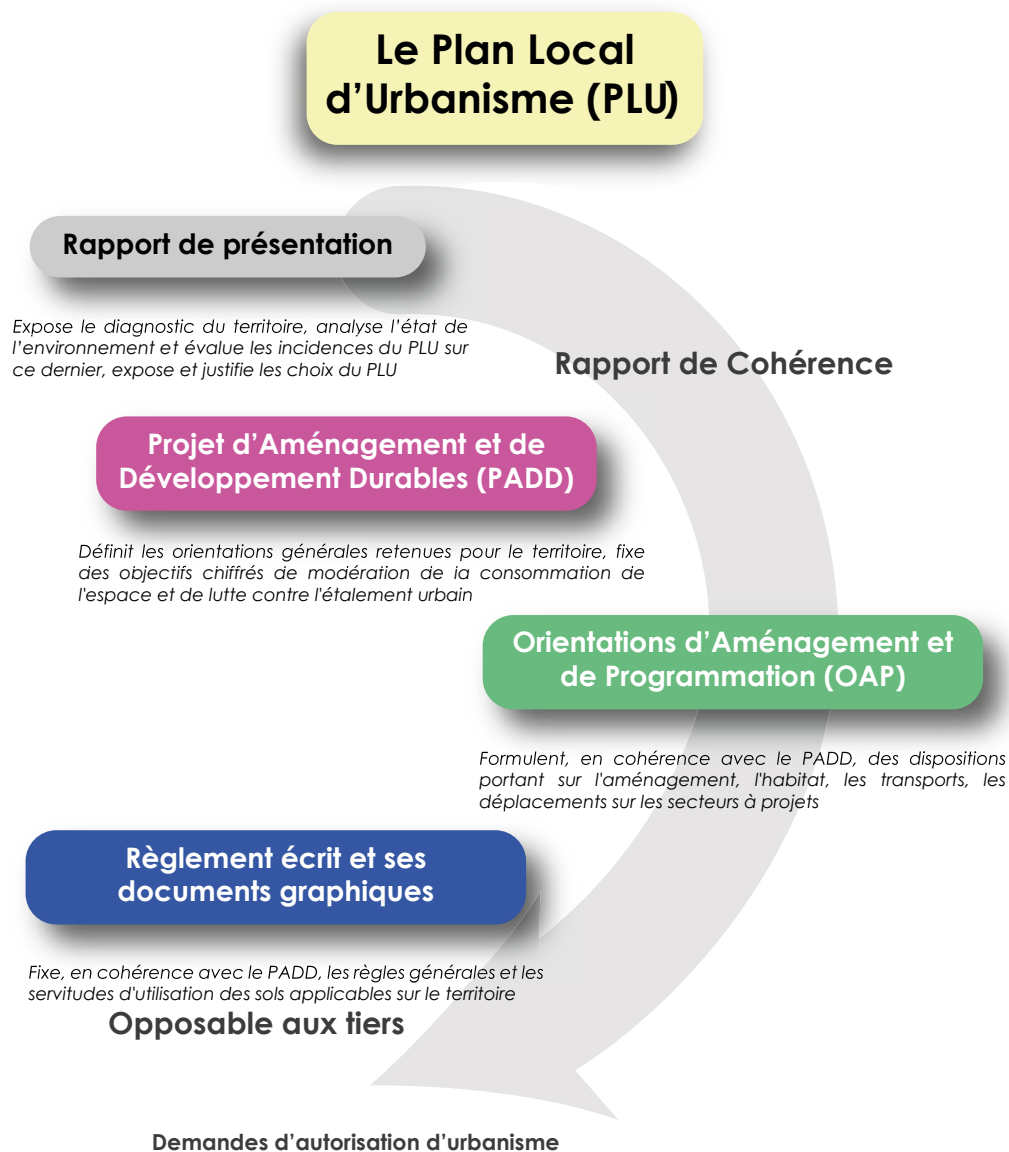 Le Plan Local
d’Urbanisme (PLU)
Rapport de présentation
Expose le diagnostic du territoire, analyse l’état de
l’environnement et évalue les incidences du PLU sur
ce dernier, expose et justifie les choix du PLU
Rapport de Cohérence
Projet d’Aménagement et de
Développement Durables (PADD)
Définit les orientations générales retenues pour le territoire, fixe
des objectifs chiffrés de modération de la consommation de
l'espace et de lutte contre l'étalement urbain
Orientations d’Aménagement et
de Programmation (OAP)
Formulent, en cohérence avec le PADD, des dispositions
portant sur l'aménagement, l'habitat, les transports, les
déplacements sur les secteurs à projets
Règlement écrit et ses
documents graphiques
Fixe, en cohérence avec le PADD, les règles générales et les
servitudes d'utilisation des sols applicables sur le territoire
Opposable aux tiers
Demandes d’autorisation d’urbanisme